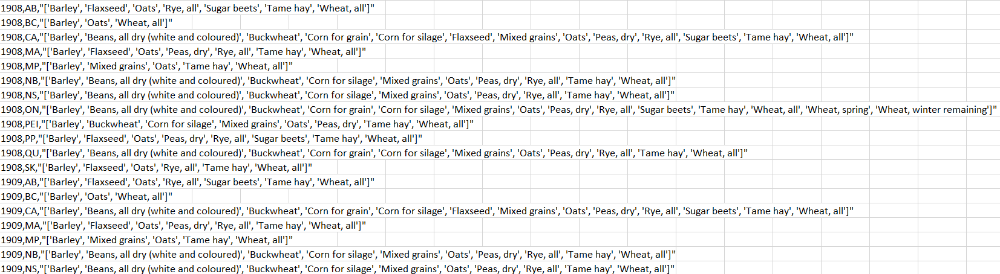 1908,AB,"['Barley', 'Flaxseed', 'Oats', 'Rye, all', 'Sugar beets', 'Tame hay', 'Wheat, all']"
1908,BC,"['Barley', 'Oats', 'Wheat, all']"
1908,CA,"['Barley', 'Beans, all dry (white and coloured)', 'Buckwheat', 'Corn for grain', 'Corn for silage', 'Flaxseed', 'Mixed grains', 'Oats', 'Peas, dry', 'Rye, all', 'Sugar beets', 'Tame hay', 'Wheat, all']"
1908,MA,"['Barley', 'Flaxseed', 'Oats', 'Peas, dry', 'Rye, all', 'Tame hay', 'Wheat, all']"
1908,MP,"['Barley', 'Mixed grains', 'Oats', 'Tame hay', 'Wheat, all']"
1908,NB,"['Barley', 'Beans, all dry (white and coloured)', 'Buckwheat', 'Corn for silage', 'Mixed grains', 'Oats', 'Peas, dry', 'Rye, all', 'Tame hay', 'Wheat, all']"
1908,NS,"['Barley', 'Beans, all dry (white and coloured)', 'Buckwheat', 'Corn for silage', 'Mixed grains', 'Oats', 'Peas, dry', 'Rye, all', 'Tame hay', 'Wheat, all']"
1908,ON,"['Barley', 'Beans, all dry (white and coloured)', 'Buckwheat', 'Corn for grain', 'Corn for silage', 'Mixed grains', 'Oats', 'Peas, dry', 'Rye, all', 'Sugar beets', 'Tame hay', 'Wheat, all', 'Wheat, spring', 'Wheat, winter remaining']"
1908,PEI,"['Barley', 'Buckwheat', 'Corn for silage', 'Mixed grains', 'Oats', 'Peas, dry', 'Tame hay', 'Wheat, all']"
1908,PP,"['Barley', 'Flaxseed', 'Oats', 'Peas, dry', 'Rye, all', 'Sugar beets', 'Tame hay', 'Wheat, all']"
1908,QU,"['Barley', 'Beans, all dry (white and coloured)', 'Buckwheat', 'Corn for grain', 'Corn for silage', 'Mixed grains', 'Oats', 'Peas, dry', 'Rye, all', 'Tame hay', 'Wheat, all']"
1908,SK,"['Barley', 'Flaxseed', 'Oats', 'Rye, all', 'Tame hay', 'Wheat, all']"
1909,AB,"['Barley', 'Flaxseed', 'Oats', 'Rye, all', 'Sugar beets', 'Tame hay', 'Wheat, all']"
1909,BC,"['Barley', 'Oats', 'Wheat, all']"
1909,CA,"['Barley', 'Beans, all dry (white and coloured)', 'Buckwheat', 'Corn for grain', 'Corn for silage', 'Flaxseed', 'Mixed grains', 'Oats', 'Peas, dry', 'Rye, all', 'Sugar beets', 'Tame hay', 'Wheat, all']"
1909,MA,"['Barley', 'Flaxseed', 'Oats', 'Peas, dry', 'Rye, all', 'Tame hay', 'Wheat, all']"
1909,MP,"['Barley', 'Mixed grains', 'Oats', 'Tame hay', 'Wheat, all']"
1909,NB,"['Barley', 'Beans, all dry (white and coloured)', 'Buckwheat', 'Corn for silage', 'Mixed grains', 'Oats', 'Peas, dry', 'Rye, all', 'Tame hay', 'Wheat, all']"
1909,NS,"['Barley', 'Beans, all dry (white and coloured)', 'Buckwheat', 'Corn for silage', 'Mixed grains', 'Oats', 'Peas, dry', 'Rye, all', 'Tame hay', 'Wheat, all']"